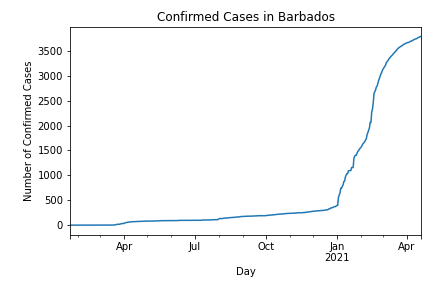 Confirmed Cases in Barbados
Number of Confirmed Cases
3500
3000
2500
2000
1500
1000
500
0
Apr
Jul
Oct
Jan
2021
Apr
Day